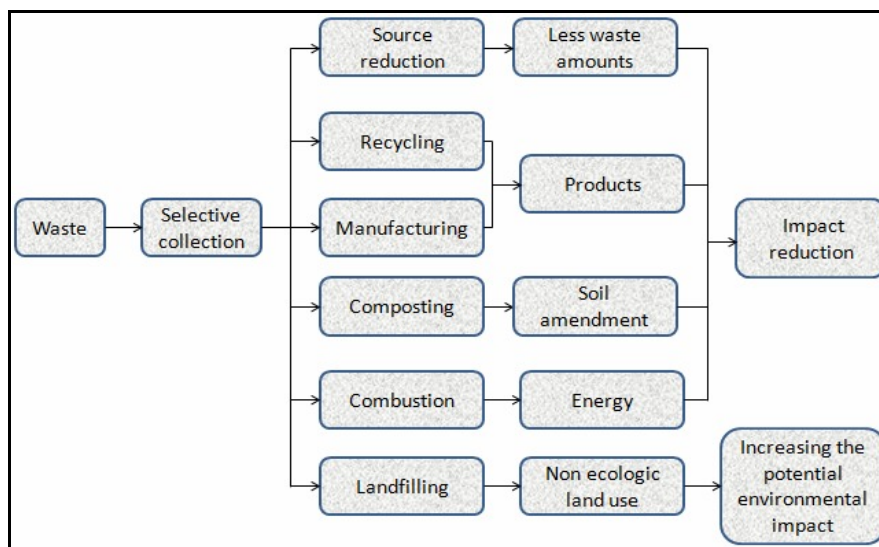 Source
reduction
Less waste
amounts
Recycling
Products
Waste
Selective
collection
Manufacturing
Impact
reduction
Composting
Soil
amendment
Combustion
Energy
Landfilling
Non ecologic
land use
Increasing the
potential
environmental
impact